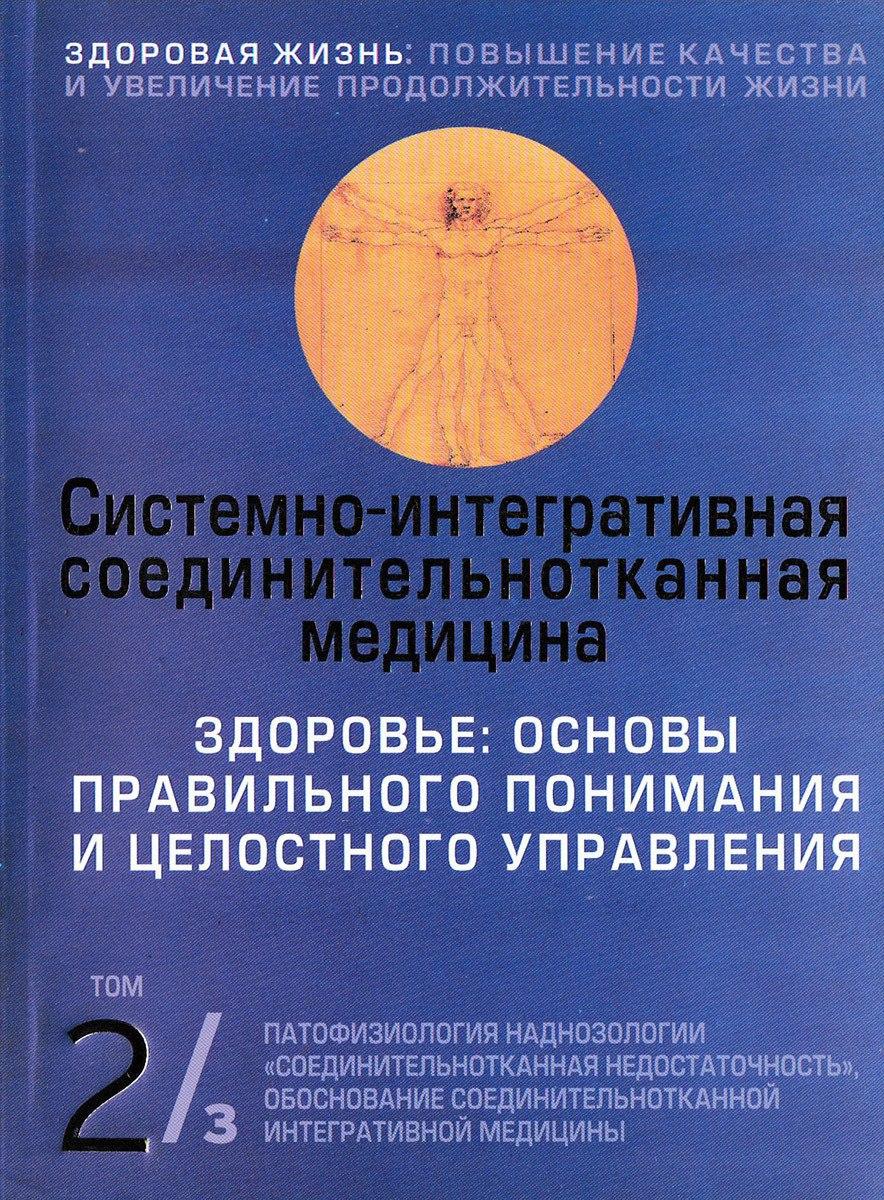 ЗДОРОВАЯ ЖИЗНЬ: ПОВЫШЕНИЕ КАЧЕСТВА
И УВЕЛИЧЕНИЕ ПРОДОЛЖИТЕЛЬНОСТИ ЖИЗНИ
Системно-интегративная
соединительнотканная
медицина
ЗДОРОВЬЕ: ОСНОВЫ
ПРАВИЛЬНОГО ПОНИМАНИЯ
И ЦЕЛОСТНОГО УПРАВЛЕНИЯ
ТОМ
2/3
ПАТОФИЗИОЛОГИЯ НАДНОЗОЛОГИИ
«СОЕДИНИТЕЛЬНОТКАННАЯ НЕДОСТАТОЧНОСТЬ»,
ОБОСНОВАНИЕ СОЕДИНИТЕЛЬНОТКАННОЙ
ИНТЕГРАТИВНОЙ МЕДИЦИНЫ